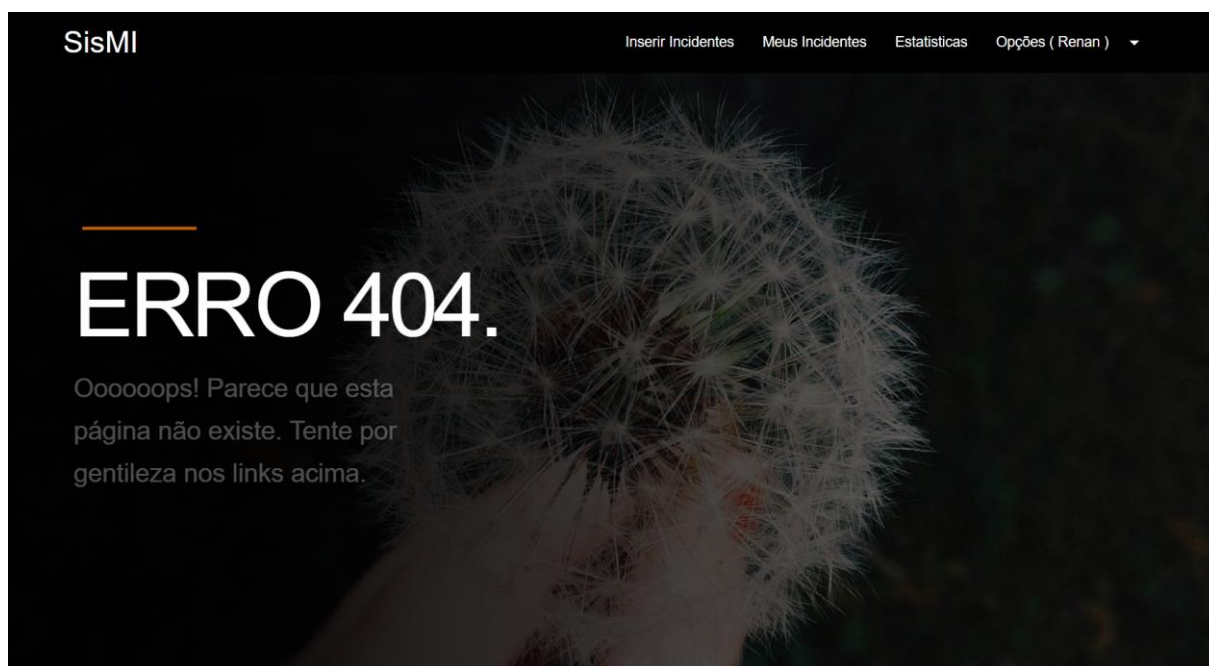 SisMI
Inserir Incidentes Meus Incidentes Estatisticas Opções ( Renan )
ERRO 404.
Oooooops! Parece que esta
página não existe. Tente por
gentileza nos links acima.